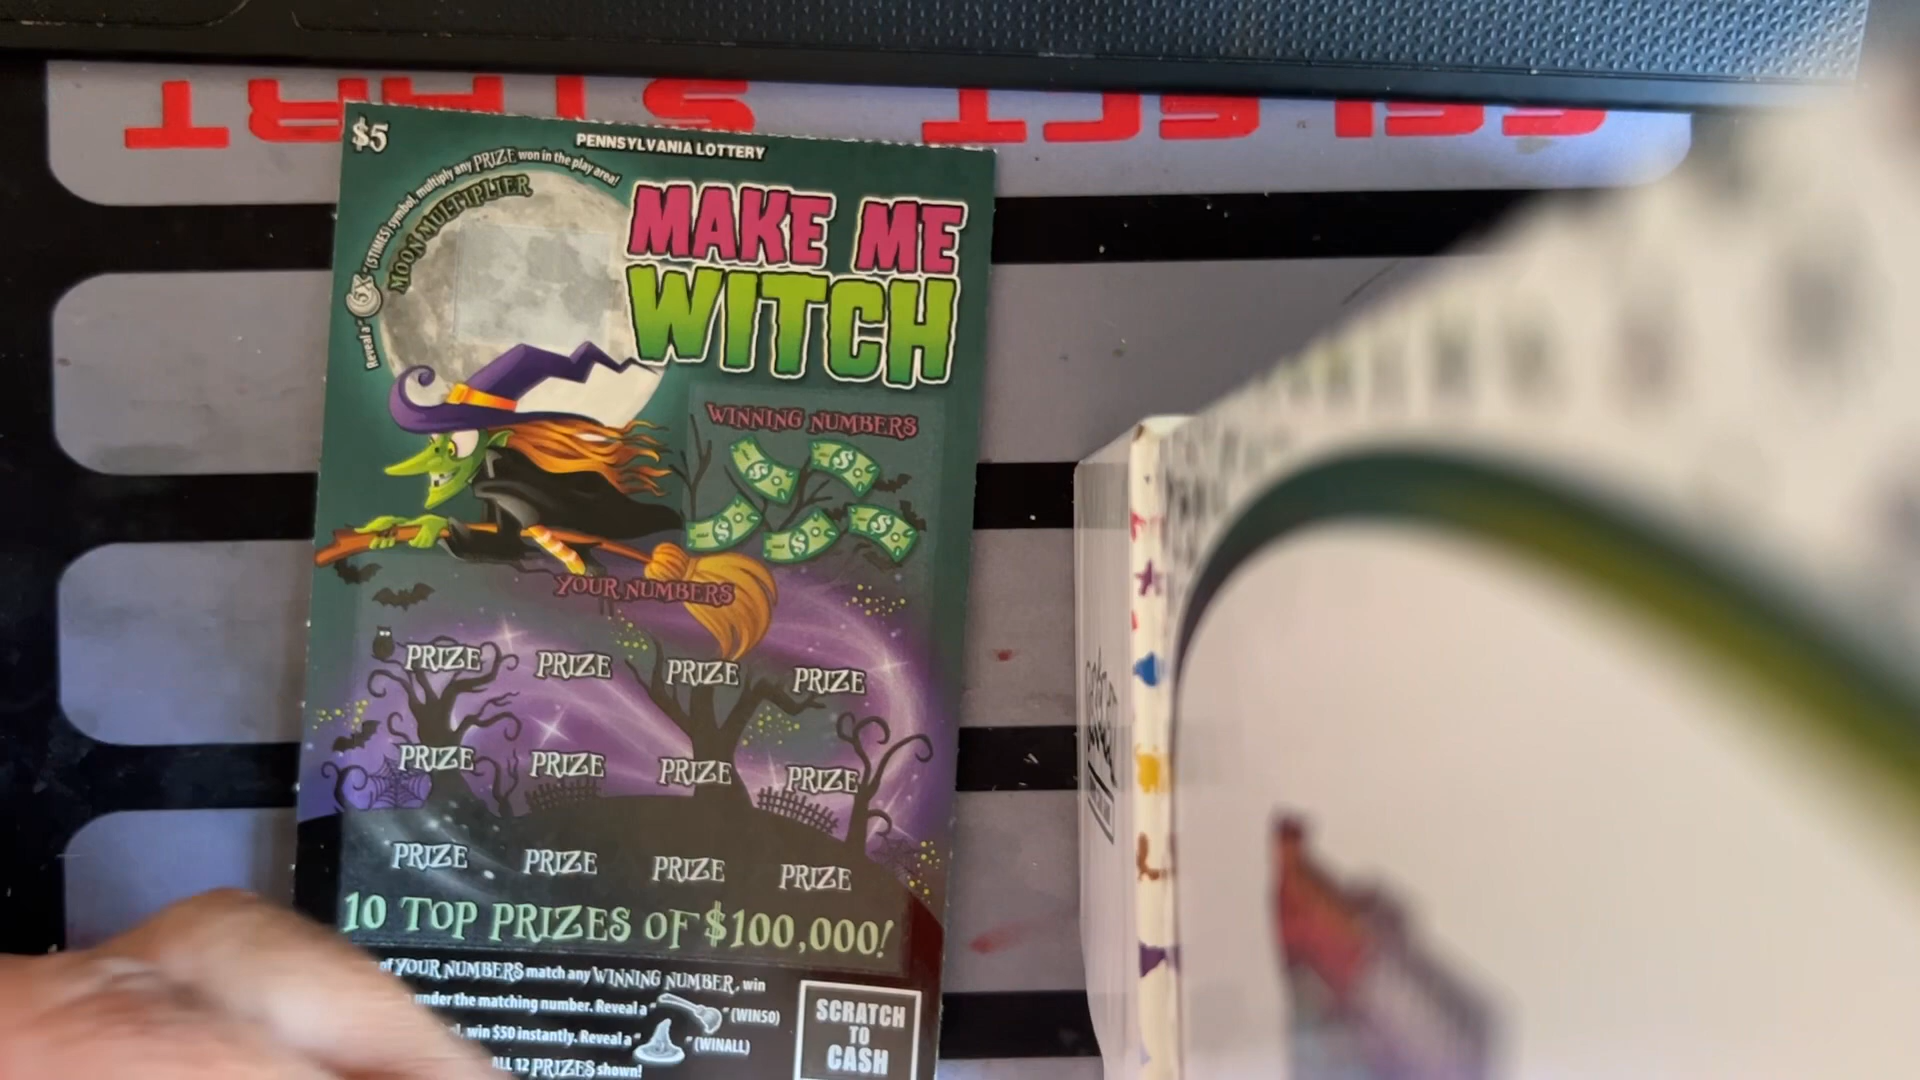 SELECT START
$5
PENNSYLVANIA LOTTERY
Reveal a "5X" (5TIMES) symbol, multiply any PRIZE won in the play area!
MOON MULTIPLIER
MAKE ME
WITCH
WINNING NUMBERS
YOUR NUMBERS
PRIZE PRIZE PRIZE PRIZE
PRIZE PRIZE PRIZE PRIZE
PRIZE PRIZE PRIZE PRIZE
10 TOP PRIZES OF $100,000!
of YOUR NUMBERS match any WINNING NUMBER, win
under the matching number. Reveal a " " (WIN50)
win $50 instantly. Reveal a " " (WINALL)
ALL 12 PRIZES shown!
SCRATCH
TO
CASH